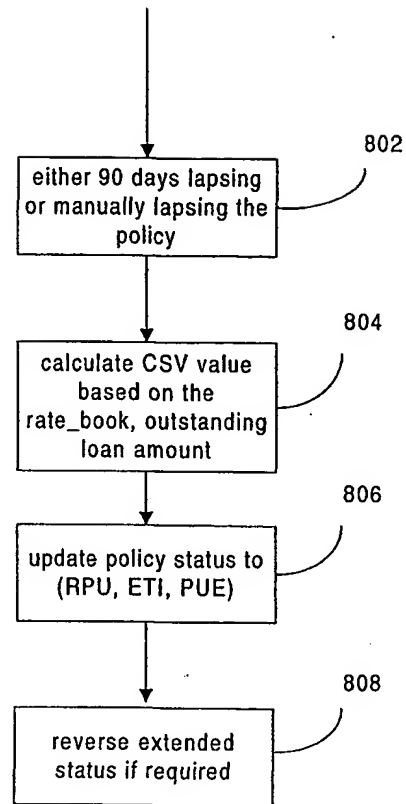 802
either 90 days lapsing
or manually lapsing the
policy
804
calculate CSV value
based on the
rate_book, outstanding
loan amount
806
update policy status to
(RPU, ETI, PUE)
808
reverse extended
status if required